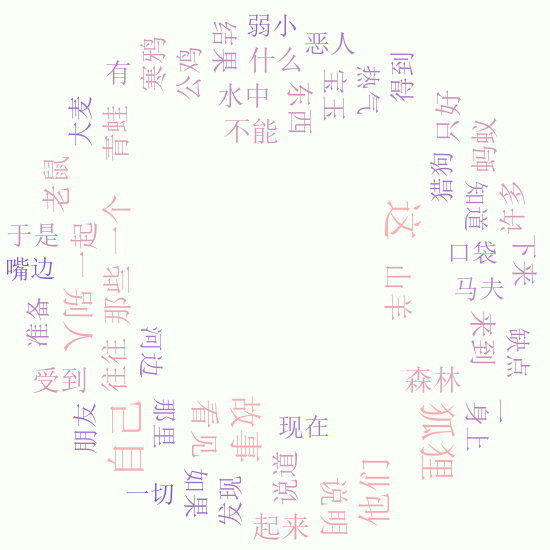 弱小
恶人
结果
什么
寒鸦
公鸡
有
水中
东西
宝玉
热气
得到
不能
大麦
青蛙
只好
蚂蚁
猎狗
知道
多年
老鼠
一个
这
于是
一起
口袋
下来
嘴边
那些
山羊
马夫
准备
别人
来到
缺点
河边
往往
受到
森林
朋友
自己
那里
看见
故事
现在
狐狸
一身上
一切
如果
发现
说道
说明
他们
起来